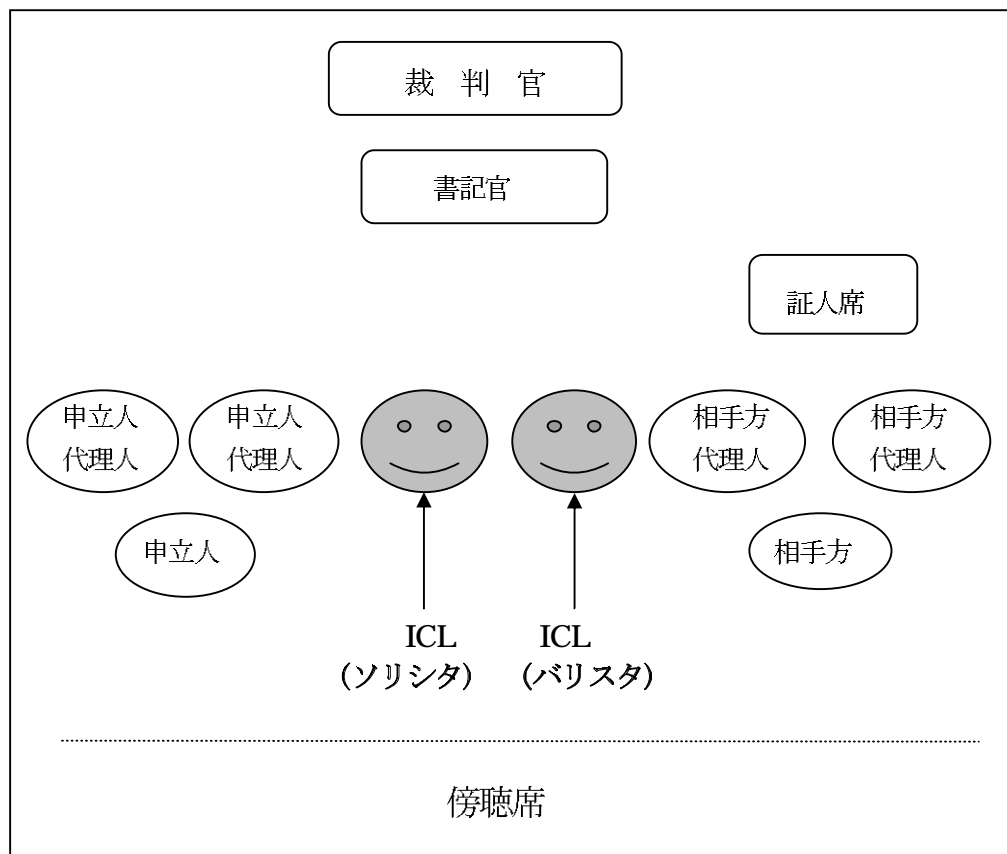 裁 判 官
書記官
証人席
申立人
代理人
申立人
代理人
相手方
代理人
相手方
代理人
申立人
相手方
ICL
(ソリシタ)
ICL
(バリスタ)
傍聴席